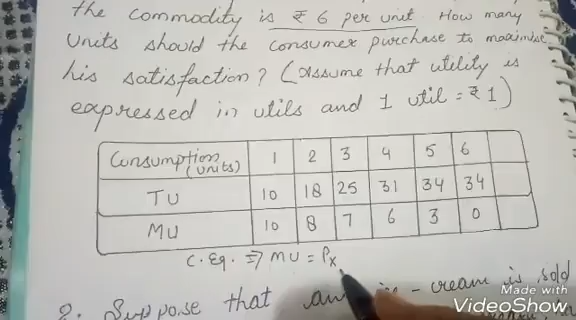 the commodity is ₹ 6 per unit. How many
units should the consumer purchase to maximise
his satisfaction? (Assume that utility is
expressed in utils and 1 util = ₹ 1)
Consumption (units) 1 2 3 4 5 6
TU 10 18 25 31 34 34
MU 10 8 7 6 3 0
C. Eq. ⇒ MU = Px
2. Suppose that - cream is sold
Made with
VideoShow